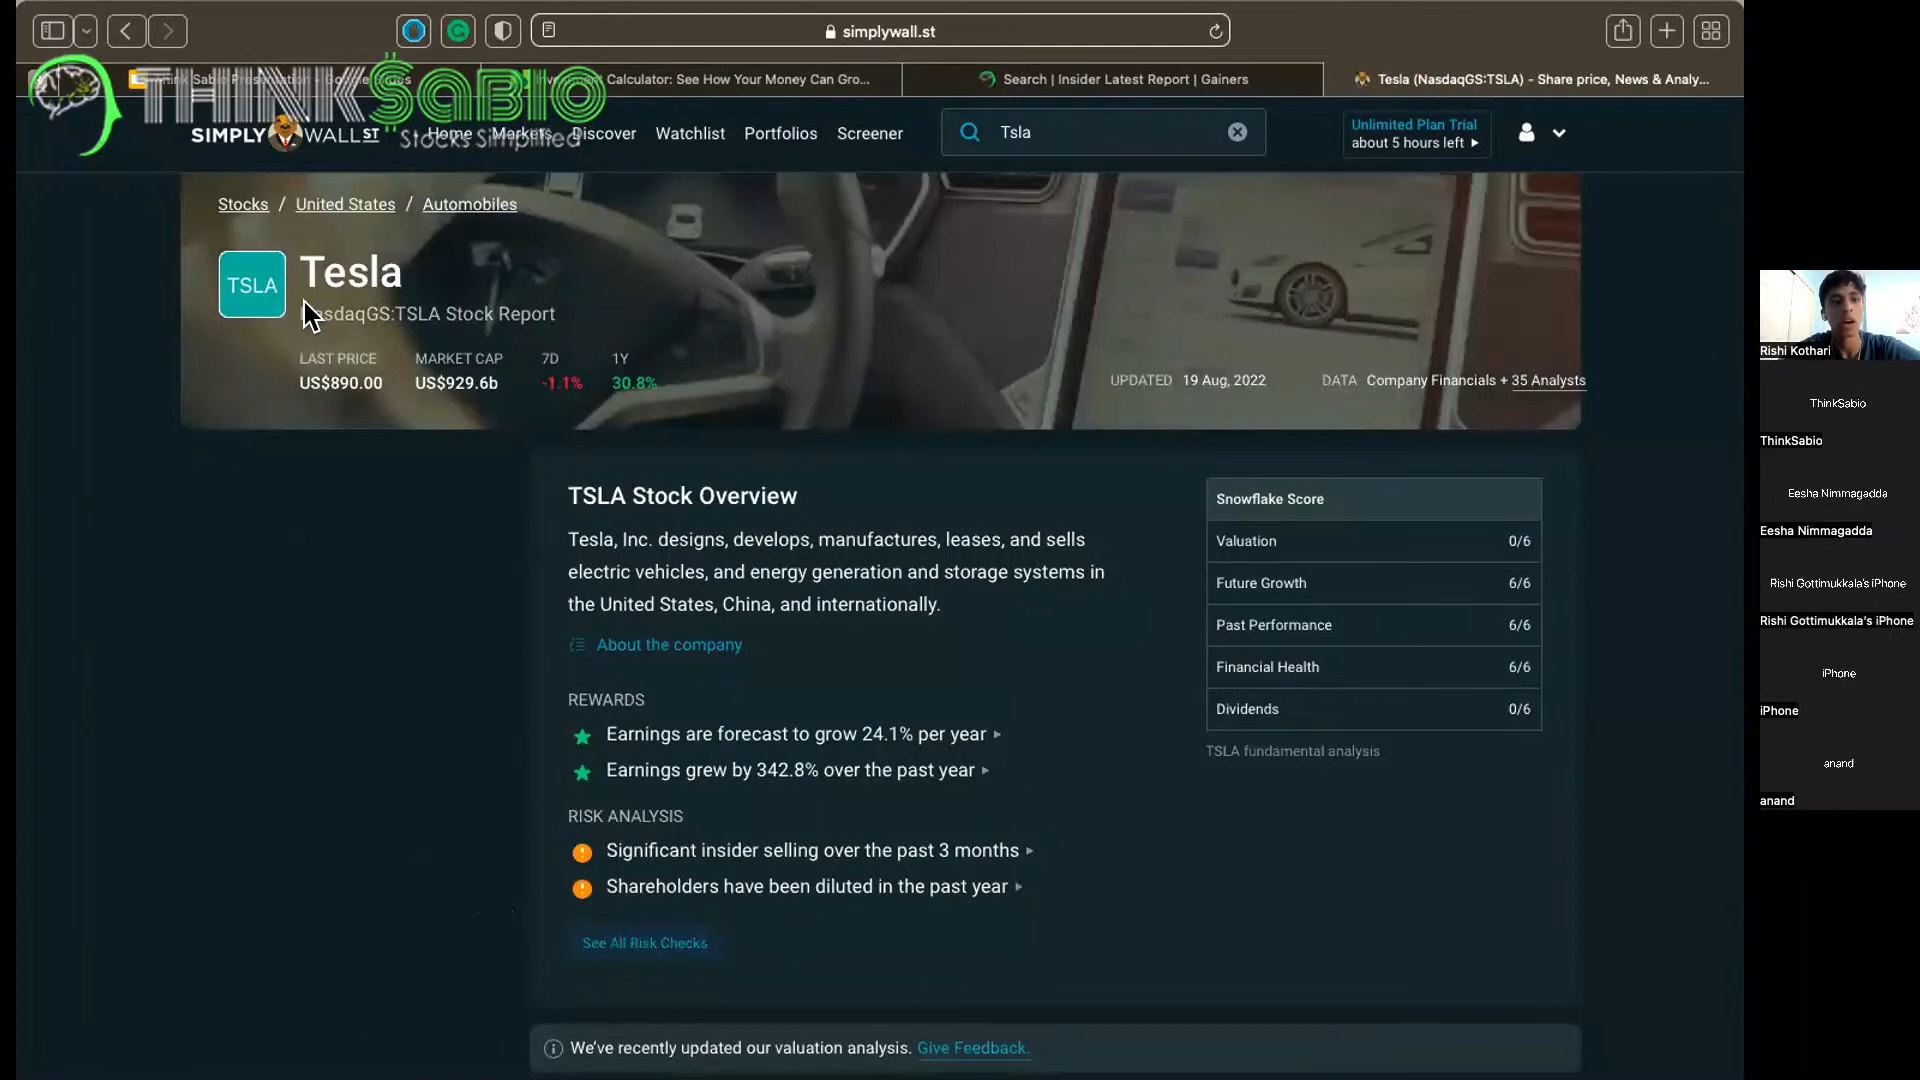 simplywall.st
Investment Calculator: See How Your Money Can Gro...
Search | Insider Latest Report | Gainers
Tesla (NasdaqGS:TSLA) - Share price, News & Analy...
THINK$ABIO
Stocks Simplified
SIMPLY WALL ST
Home
Markets
Discover
Watchlist
Portfolios
Screener
Tsla
Unlimited Plan Trial
about 5 hours left ▶
Stocks / United States / Automobiles
TSLA
Tesla
NasdaqGS:TSLA Stock Report
LAST PRICE
US$890.00
MARKET CAP
US$929.6b
7D
-1.1%
1Y
30.8%
UPDATED 19 Aug, 2022
DATA Company Financials + 35 Analysts
TSLA Stock Overview
Tesla, Inc. designs, develops, manufactures, leases, and sells
electric vehicles, and energy generation and storage systems in
the United States, China, and internationally.
About the company
REWARDS
Earnings are forecast to grow 24.1% per year
Earnings grew by 342.8% over the past year
RISK ANALYSIS
Significant insider selling over the past 3 months
Shareholders have been diluted in the past year
See All Risk Checks
Snowflake Score
Valuation 0/6
Future Growth 6/6
Past Performance 6/6
Financial Health 6/6
Dividends 0/6
TSLA fundamental analysis
We've recently updated our valuation analysis. Give Feedback.
Rishi Kothari
ThinkSabio
ThinkSabio
Eesha Nimmagadda
Eesha Nimmagadda
Rishi Gottimukkala's iPhone
Rishi Gottimukkala's iPhone
iPhone
iPhone
anand
anand